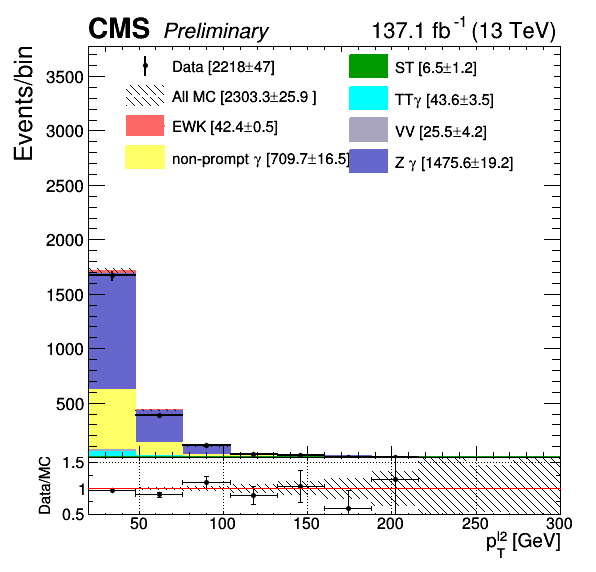 CMS Preliminary 137.1 fb⁻¹ (13 TeV)
Events/bin
3500
3000
2500
2000
1500
1000
500
Data [2218±47]
All MC [2303.3±25.9 ]
EWK [42.4±0.5]
non-prompt γ [709.7±16.5]
ST [6.5±1.2]
TTγ [43.6±3.5]
VV [25.5±4.2]
Z γ [1475.6±19.2]
Data/MC
1.5
1
0.5
50 100 150 200 250 300
p_T^l2 [GeV]